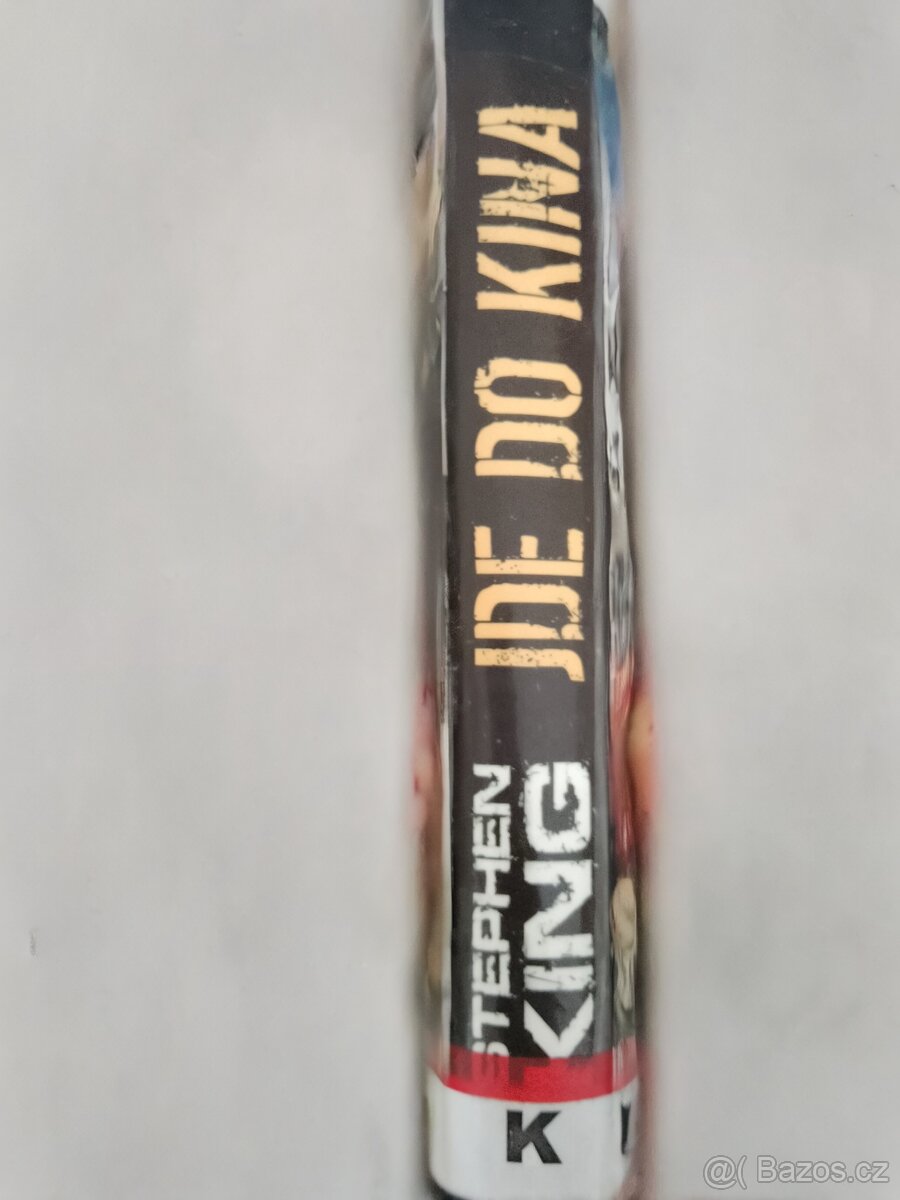 STEPHEN
KING
JDE DO KINA
K
@( Bazos.cz